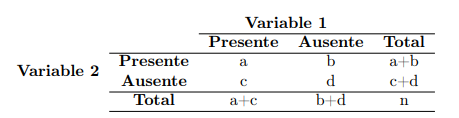 Variable 1
Presente Ausente Total
Variable 2
Presente a b a+b
Ausente c d c+d
Total a+c b+d n